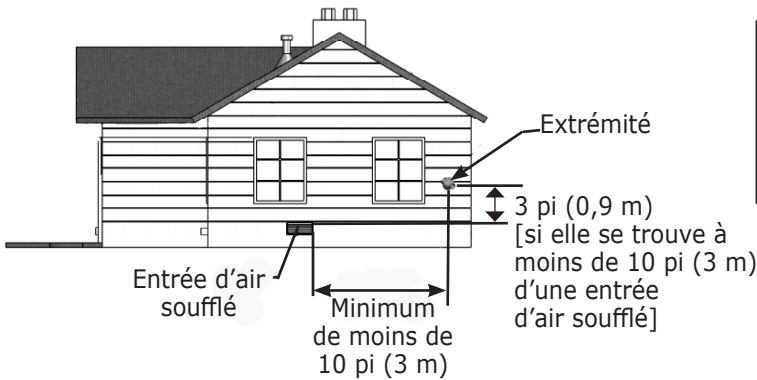 Extrémité
3 pi (0,9 m)
[si elle se trouve à
moins de 10 pi (3 m)
d’une entrée
d’air soufflé]
Entrée d’air
soufflé
Minimum
de moins de
10 pi (3 m)